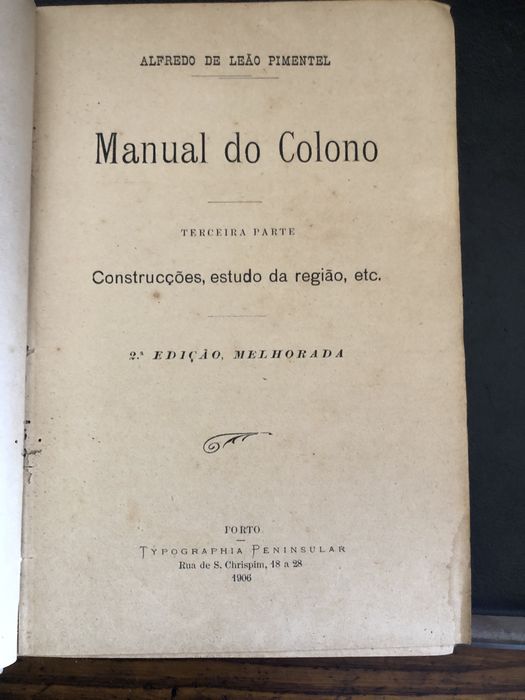 ALFREDO DE LEÃO PIMENTEL
Manual do Colono
TERCEIRA PARTE
Construcções, estudo da região, etc.
2.ª EDIÇÃO, MELHORADA
PORTO
TYPOGRAPHIA PENINSULAR
Rua de S. Chrispim, 18 a 28
1906